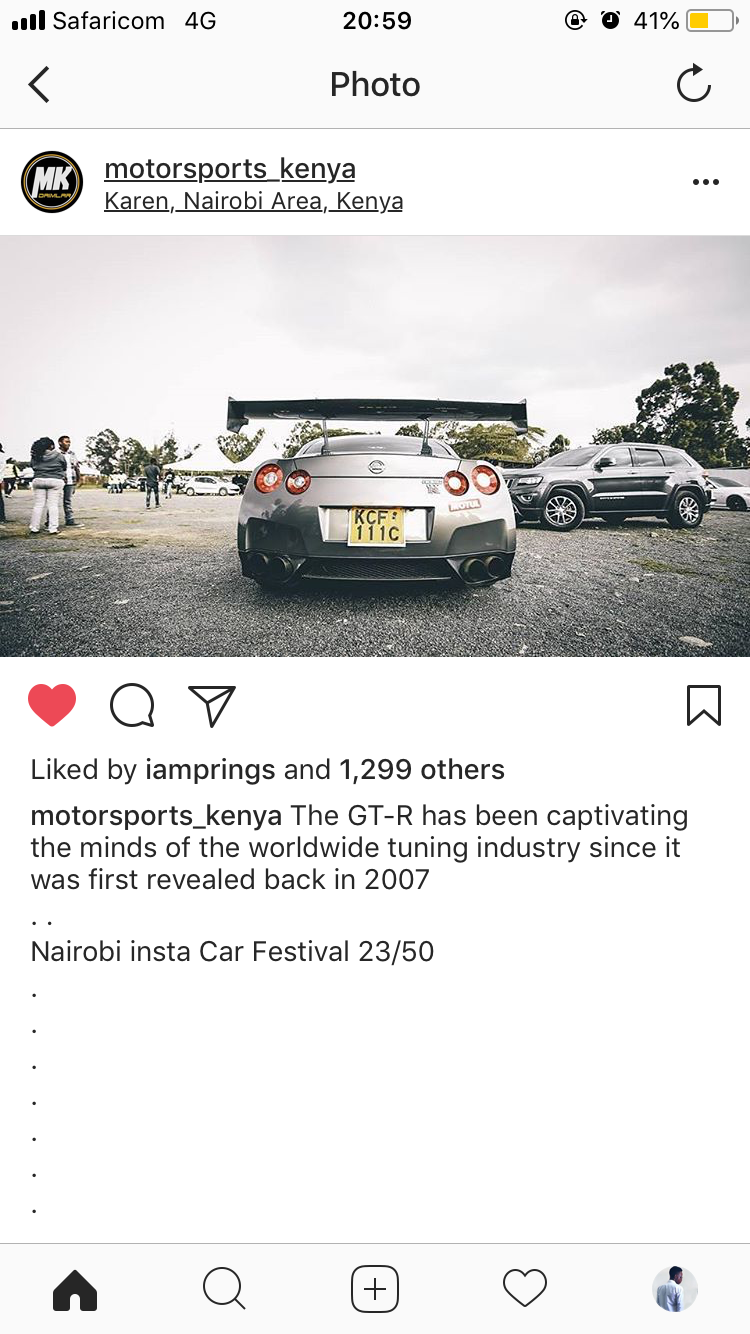 Safaricom 4G 20:59 41%
Photo
MK
motorsports_kenya
Karen, Nairobi Area, Kenya
MOTUL
KCF
111C
Liked by iamprings and 1,299 others
motorsports_kenya The GT-R has been captivating
the minds of the worldwide tuning industry since it
was first revealed back in 2007
. .
Nairobi insta Car Festival 23/50
.
.
.
.
.
.
.